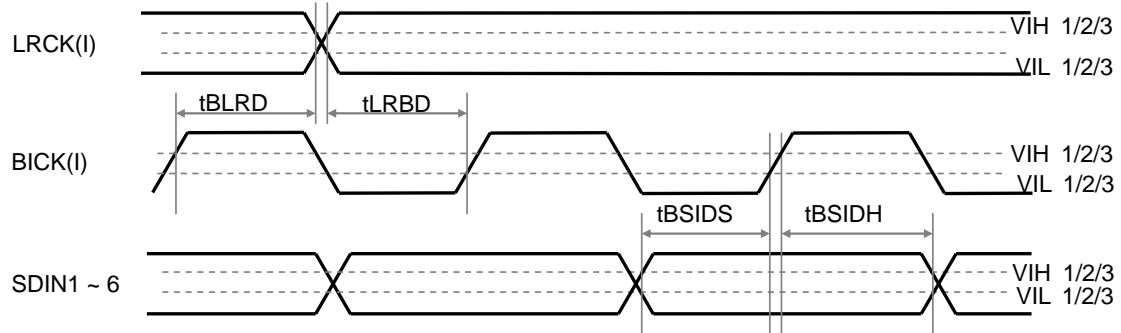 LRCK(I)
VIH 1/2/3
VIL 1/2/3
tBLRD
tLRBD
BICK(I)
VIH 1/2/3
VIL 1/2/3
tBSIDS
tBSIDH
SDIN1 ~ 6
VIH 1/2/3
VIL 1/2/3